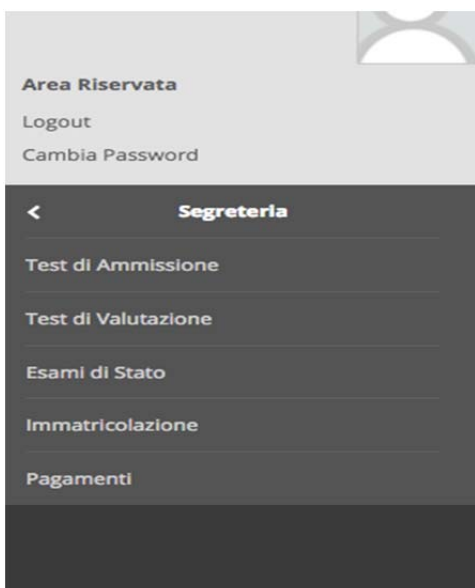 Area Riservata
Logout
Cambia Password
< Segreteria
Test di Ammissione
Test di Valutazione
Esami di Stato
Immatricolazione
Pagamenti